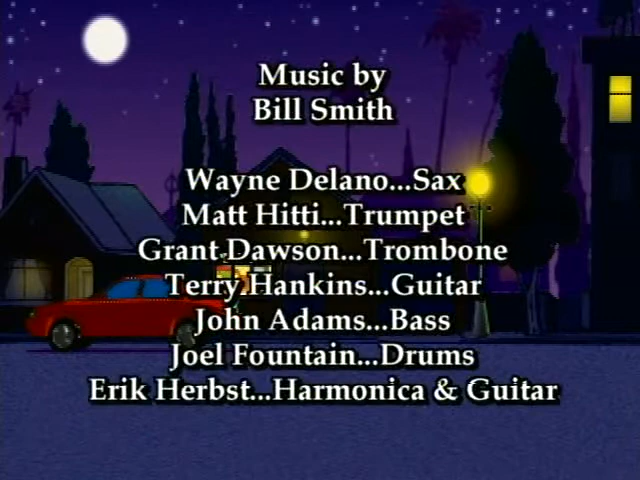 Music by
Bill Smith
Wayne Delano...Sax
Matt Hitti...Trumpet
Grant Dawson...Trombone
Terry Hankins...Guitar
John Adams...Bass
Joel Fountain...Drums
Erik Herbst...Harmonica & Guitar